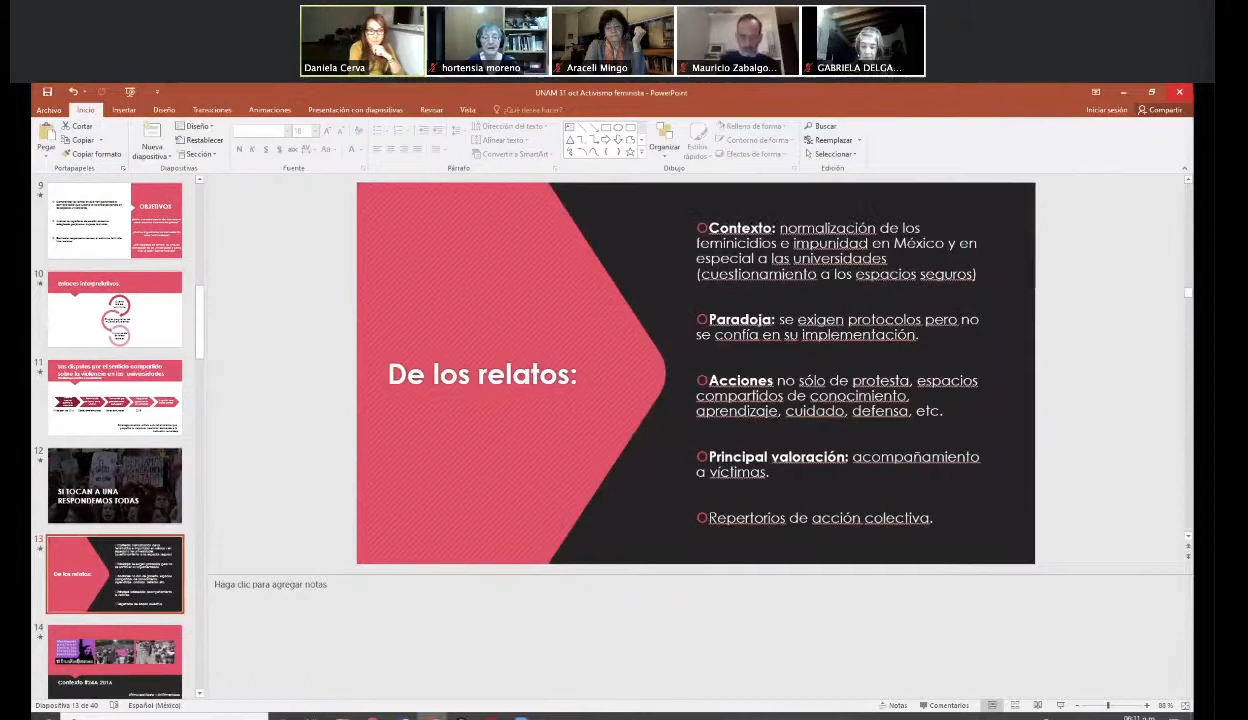 Daniela Cerva
hortensia moreno
Araceli Mingo
Mauricio Zabalgo...
GABRIELA DELGA...
UNAM 31 oct Activismo feminista - PowerPoint
Archivo
Inicio
Insertar
Diseño
Transiciones
Animaciones
Presentación con diapositivas
Revisar
Vista
¿Qué desea hacer?
Iniciar sesión
Compartir
Pegar
Cortar
Copiar
Copiar formato
Portapapeles
Nueva
diapositiva
Diseño
Restablecer
Sección
Diapositivas
18
Fuente
Dirección del texto
Alinear texto
Convertir a SmartArt
Párrafo
Organizar
Estilos
rápidos
Relleno de forma
Contorno de forma
Efectos de forma
Dibujo
Buscar
Reemplazar
Seleccionar
Edición
9
OBJETIVOS
10
Enlaces interpretativos
11
Las disputas por el sentido compartido
sobre la violencia en las universidades
12
SI TOCAN A UNA
RESPONDEMOS TODAS
13
De los relatos:
14
Contexto #24A 2016
De los relatos:
Contexto: normalización de los
feminicidios e impunidad en México y en
especial a las universidades
(cuestionamiento a los espacios seguros)
Paradoja: se exigen protocolos pero no
se confía en su implementación.
Acciones no sólo de protesta, espacios
compartidos de conocimiento,
aprendizaje, cuidado, defensa, etc.
Principal valoración: acompañamiento
a víctimas.
Repertorios de acción colectiva.
Haga clic para agregar notas
Diapositiva 13 de 40
Español (México)
Notas
Comentarios
88 %